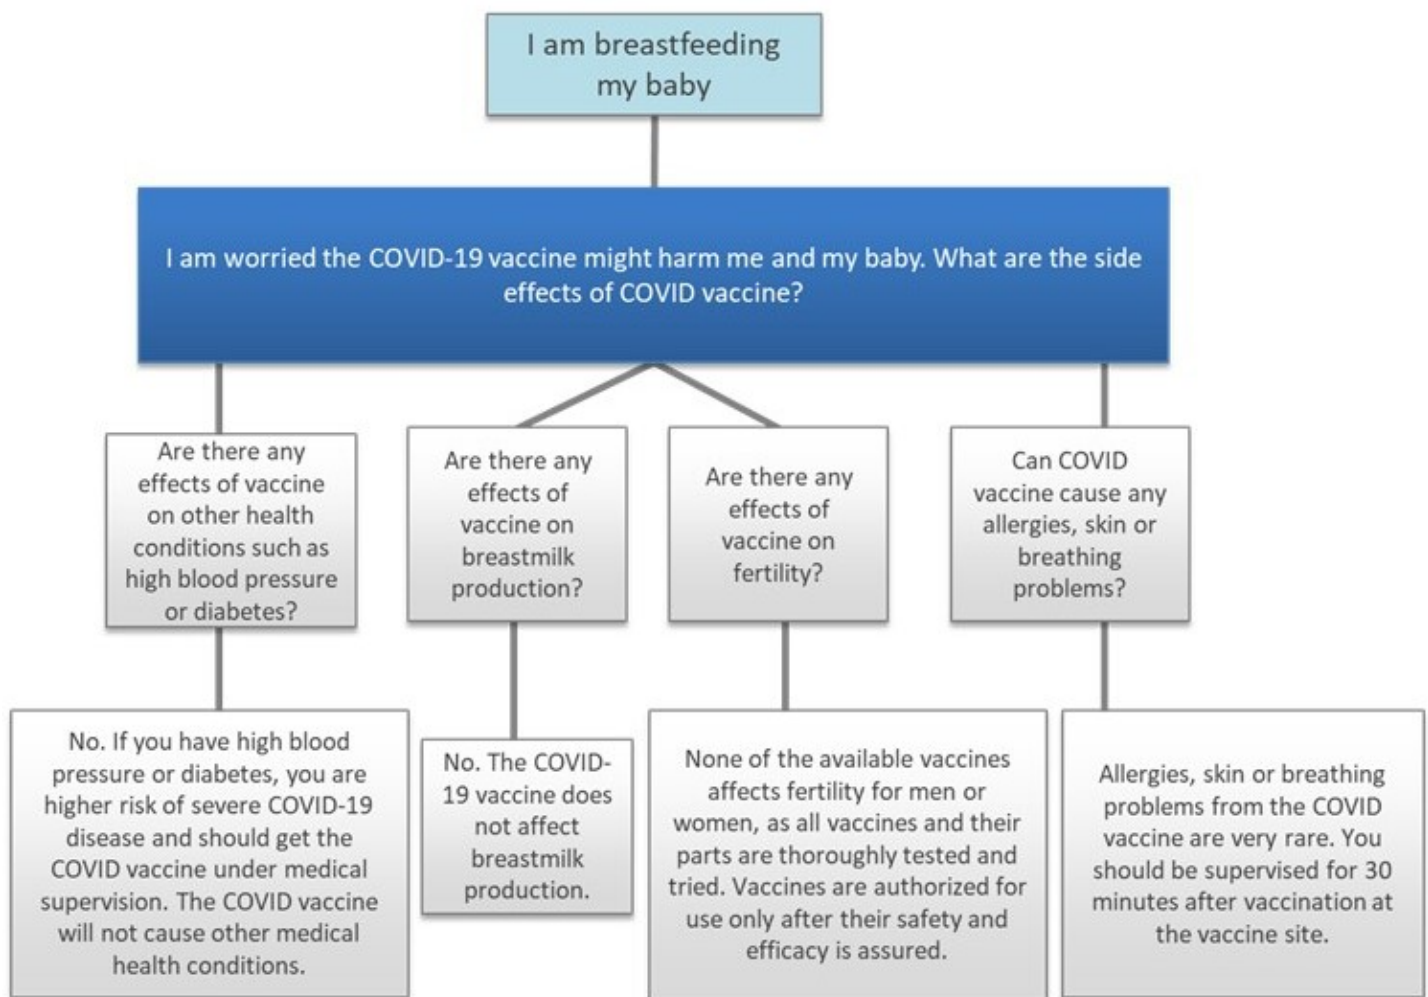 I am breastfeeding
my baby
I am worried the COVID-19 vaccine might harm me and my baby. What are the side
effects of COVID vaccine?
Are there any
effects of vaccine
on other health
conditions such as
high blood pressure
or diabetes?
Are there any
effects of
vaccine on
breastmilk
production?
Are there any
effects of
vaccine on
fertility?
Can COVID
vaccine cause any
allergies, skin or
breathing
problems?
No. If you have high blood
pressure or diabetes, you are
higher risk of severe COVID-19
disease and should get the
COVID vaccine under medical
supervision. The COVID vaccine
will not cause other medical
health conditions.
No. The COVID-
19 vaccine does
not affect
breastmilk
production.
None of the available vaccines
affects fertility for men or
women, as all vaccines and their
parts are thoroughly tested and
tried. Vaccines are authorized for
use only after their safety and
efficacy is assured.
Allergies, skin or breathing
problems from the COVID
vaccine are very rare. You
should be supervised for 30
minutes after vaccination at
the vaccine site.